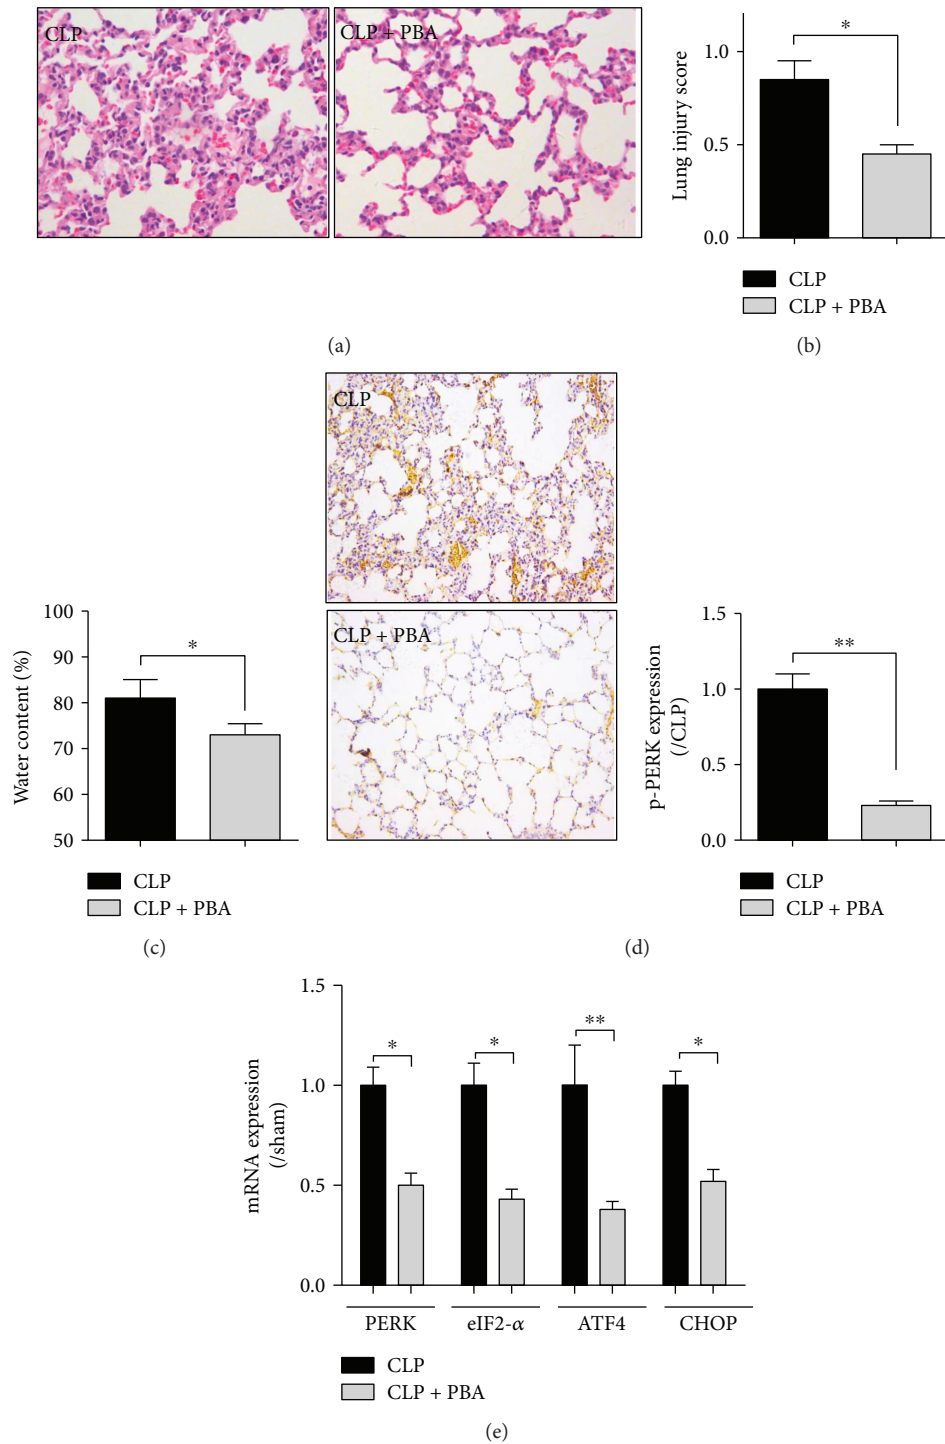 CLP
CLP + PBA
Lung injury score
1.0
0.5
0.0
*
CLP
CLP + PBA
(a)
(b)
CLP
CLP + PBA
Water content (%)
100
90
80
70
60
50
*
CLP
CLP + PBA
(c)
p-PERK expression
(/CLP)
1.5
1.0
0.5
0.0
**
CLP
CLP + PBA
(d)
mRNA expression
(/sham)
1.5
1.0
0.5
0.0
*
*
**
*
PERK
eIF2-α
ATF4
CHOP
CLP
CLP + PBA
(e)